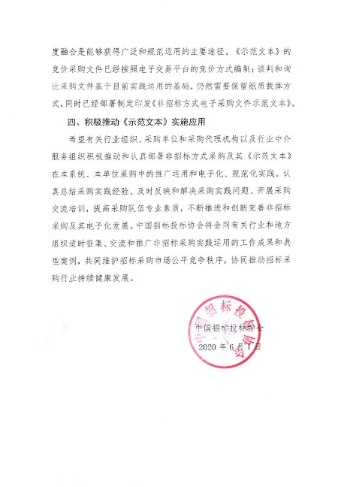 度融合是能够获得广泛和规范运用的主要途径。《示范文本》的
竞价采购文件已经按照电子交易平台的竞价方式编制；谈判和询
比采购文件基于目前实践运用的基础，仍然需要保留纸质载体方
式，同时已经部署制定印发《非招标方式电子采购文件示范文本》。
四、积极推动《示范文本》实施应用
希望有关行业组织、采购单位和采购代理机构以及行业中介
服务组织积极推动和认真部署非招标方式采购及其《示范文本》
在本系统、本单位采购中的推广运用和电子化、规范化实践。认
真总结采购实践经验、及时反映和解决采购实践问题、开展采购
交流培训，提高采购队伍专业素质，不断推进和创新完善非招标
采购及其电子化发展。中国招标投标协会将会同有关行业和地方
组织适时征集、交流和推广非招标采购实践运用的工作成果和典
型案例，共同维护招标采购市场公平竞争秩序，协同推动招标采
购行业持续健康发展。
中国招标投标协会
2020年6月1日